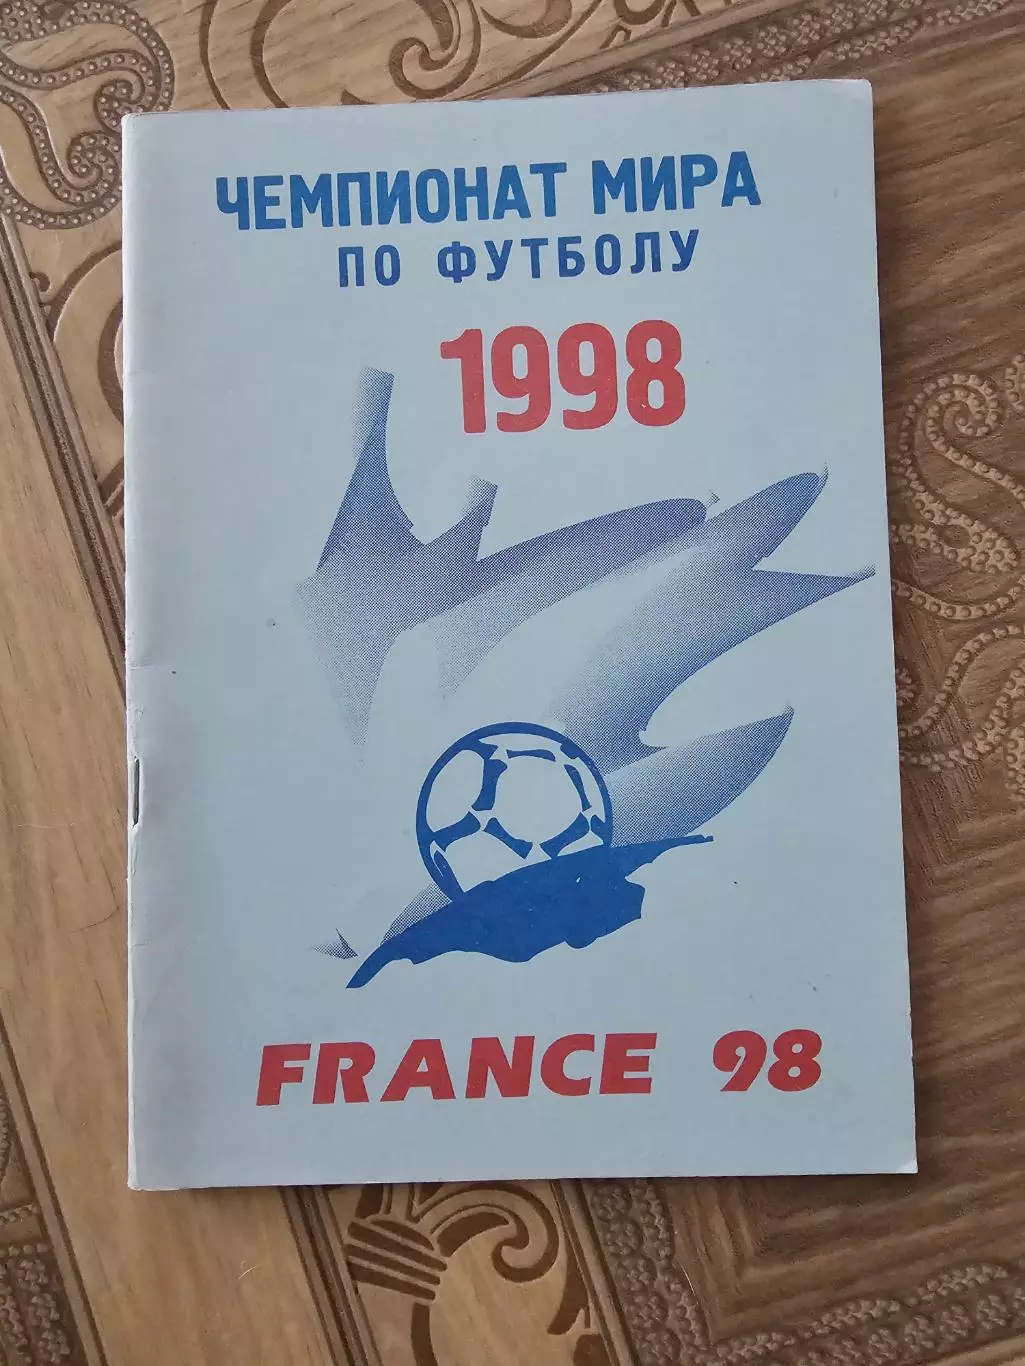 ЧЕМПИОНАТ МИРА
ПО ФУТБОЛУ
1998
FRANCE 98